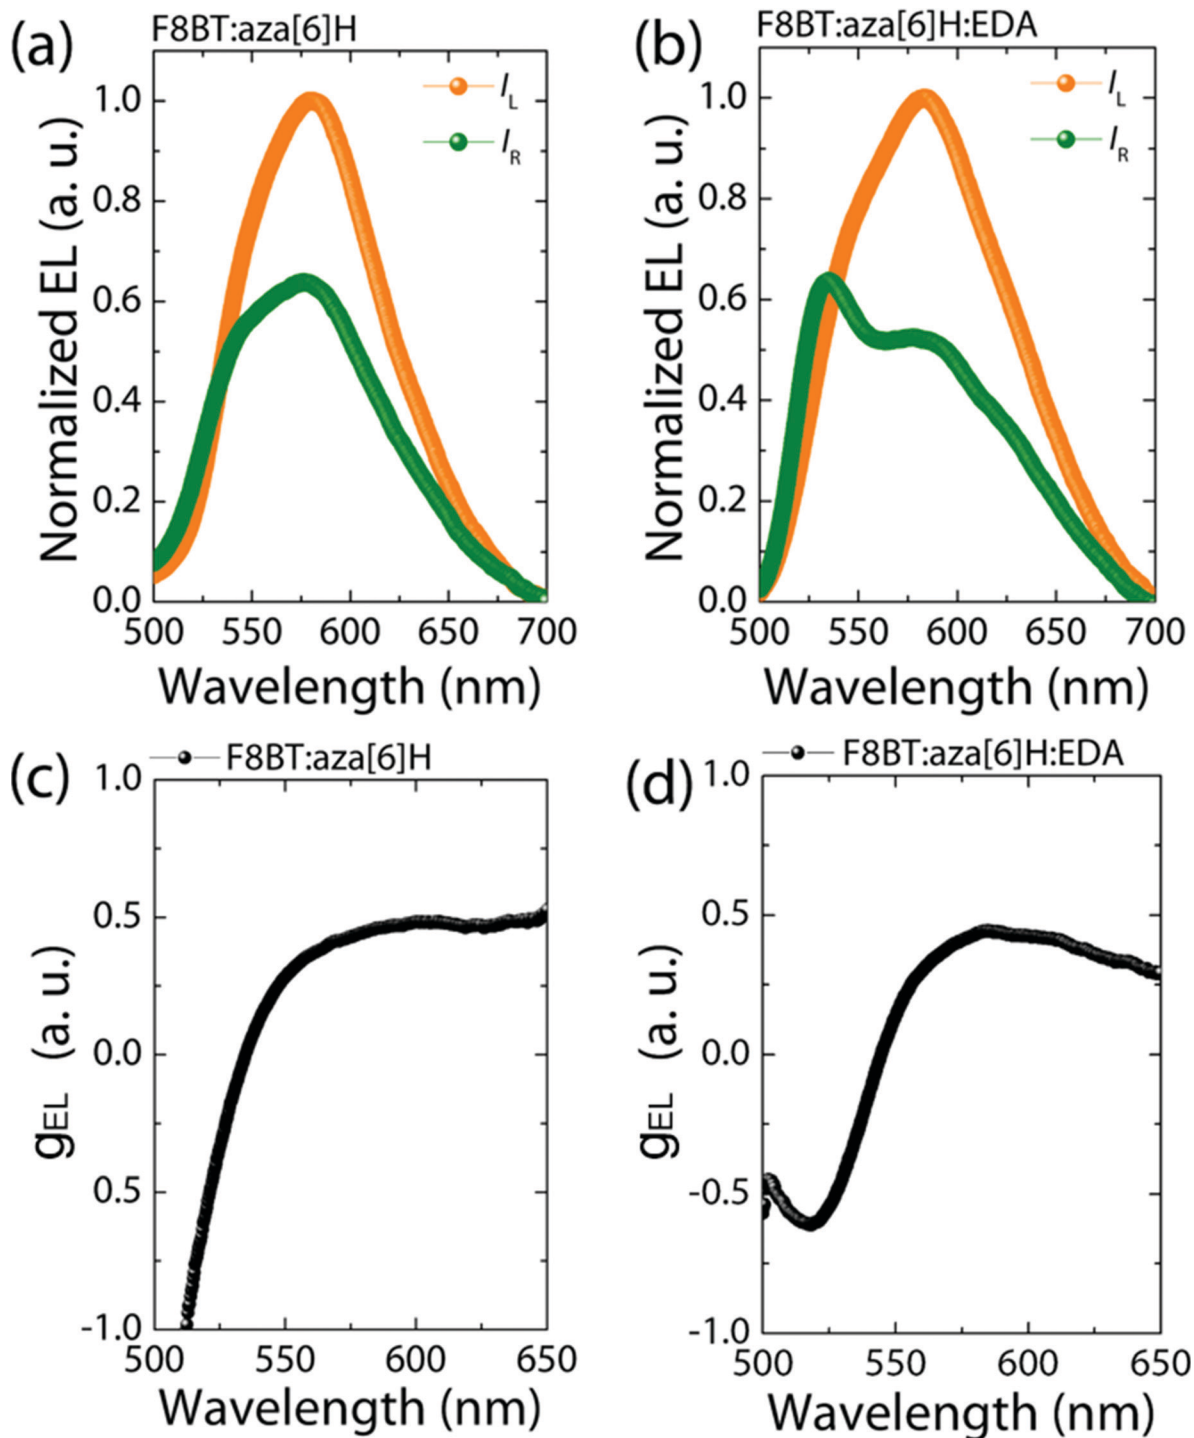 (a)
F8BT:aza[6]H
I_L
I_R
Normalized EL (a. u.)
1.0
0.8
0.6
0.4
0.2
0.0
500 550 600 650 700
Wavelength (nm)
(b)
F8BT:aza[6]H:EDA
I_L
I_R
Normalized EL (a. u.)
1.0
0.8
0.6
0.4
0.2
0.0
500 550 600 650 700
Wavelength (nm)
(c)
F8BT:aza[6]H
gEL (a. u.)
1.0
0.5
0.0
0.5
-1.0
500 550 600 650
Wavelength (nm)
(d)
F8BT:aza[6]H:EDA
gEL (a. u.)
1.0
0.5
0.0
-0.5
-1.0
500 550 600 650
Wavelength (nm)